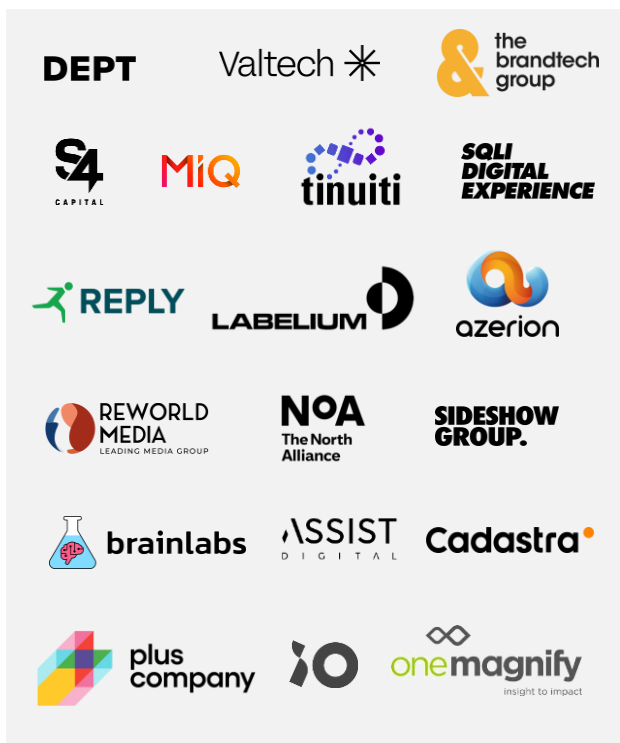 DEPT
Valtech
the
brandtech
group
S4
CAPITAL
MiQ
tinuiti
SQLI
DIGITAL
EXPERIENCE
REPLY
LABELIUM
azerion
REWORLD
MEDIA
LEADING MEDIA GROUP
NoA
The North
Alliance
SIDESHOW
GROUP.
brainlabs
ASSIST
DIGITAL
Cadastra
plus
company
iO
onemagnify
insight to impact